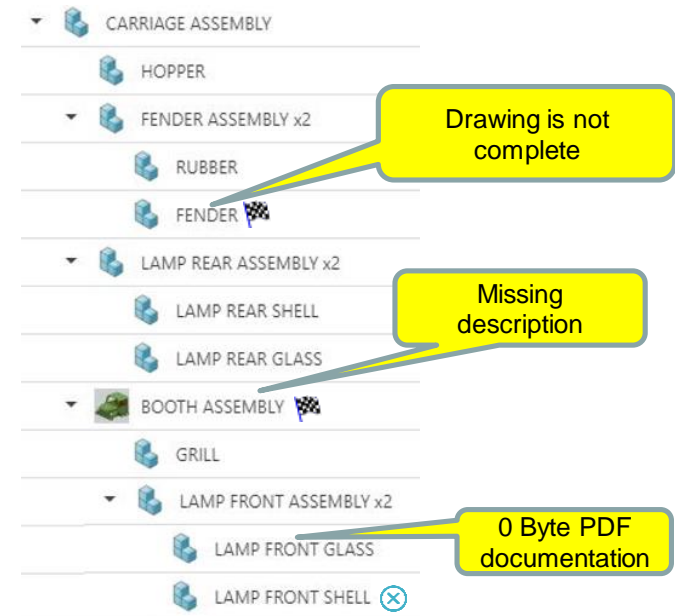 CARRIAGE ASSEMBLY
HOPPER
FENDER ASSEMBLY x2
Drawing is not
complete
RUBBER
FENDER
LAMP REAR ASSEMBLY x2
Missing
description
LAMP REAR SHELL
LAMP REAR GLASS
BOOTH ASSEMBLY
GRILL
LAMP FRONT ASSEMBLY x2
0 Byte PDF
documentation
LAMP FRONT GLASS
LAMP FRONT SHELL